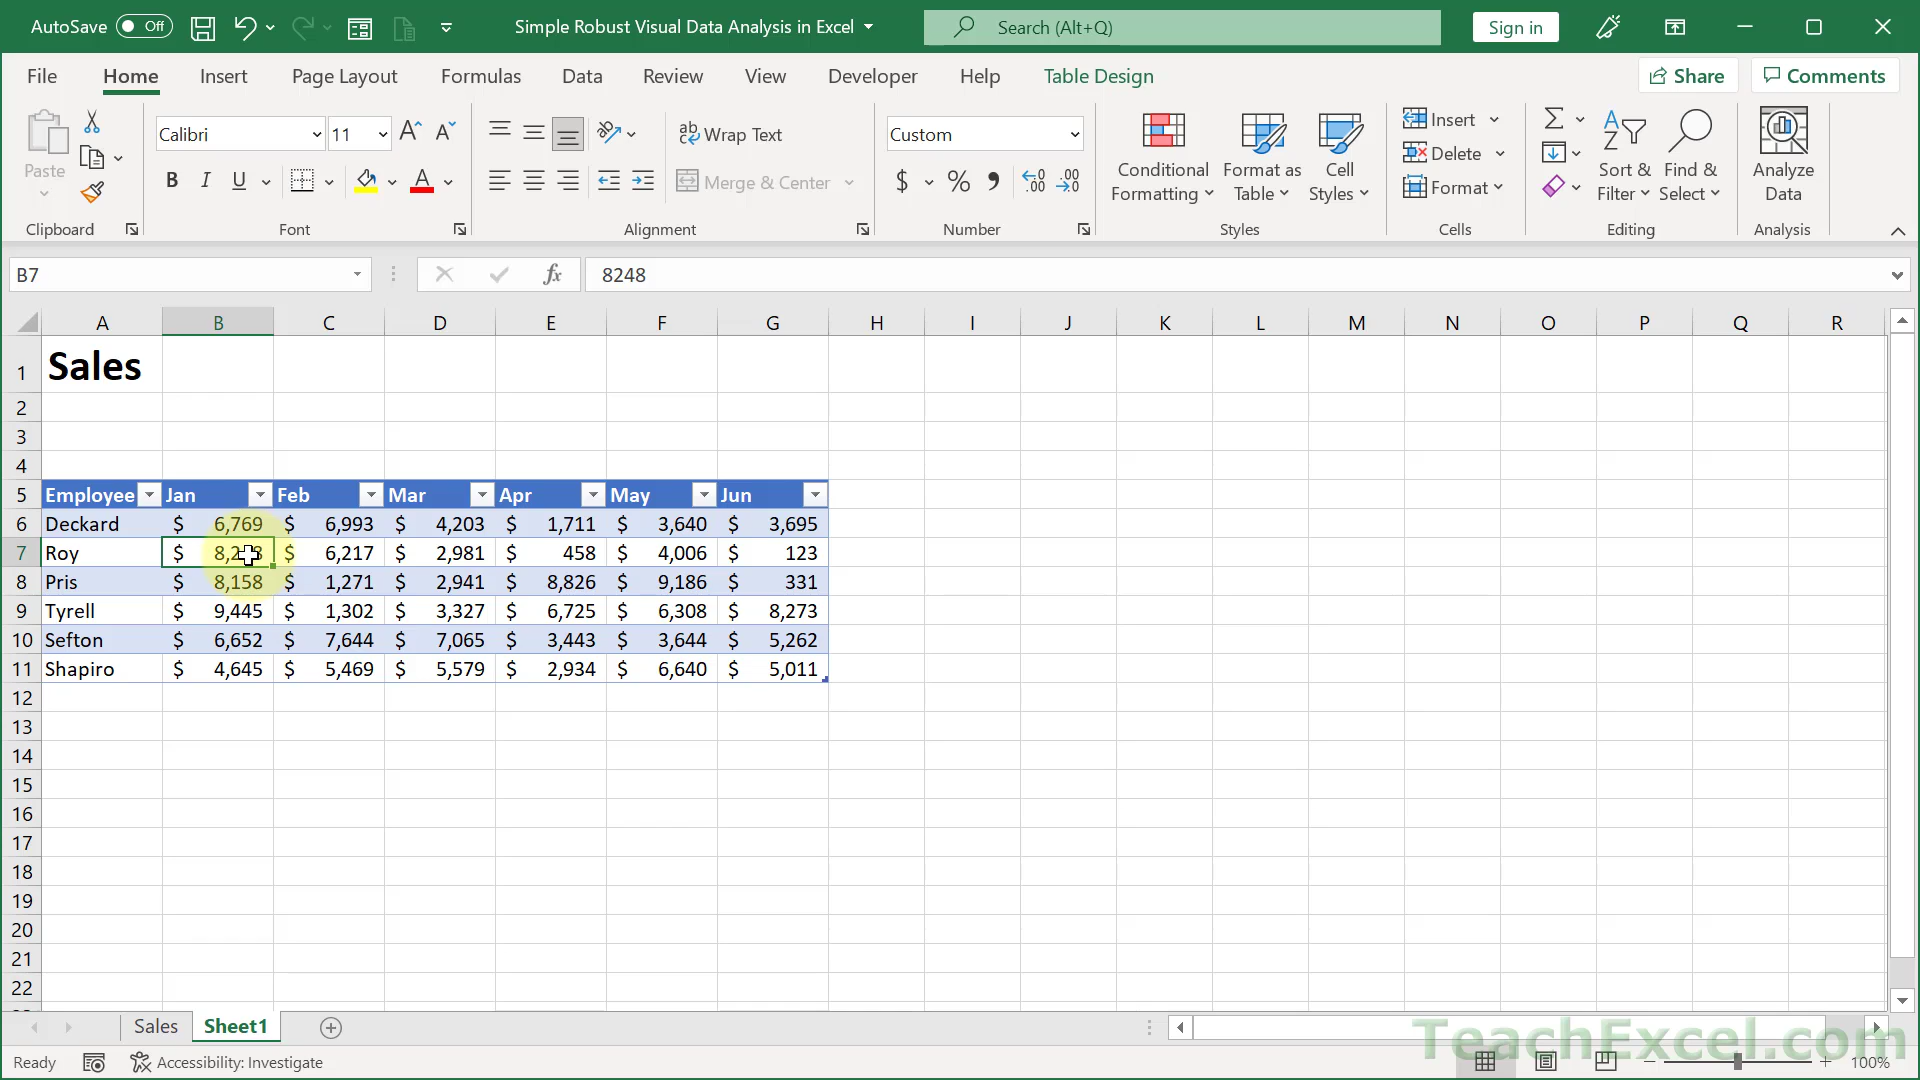 AutoSave Off Simple Robust Visual Data Analysis in Excel Search (Alt+Q) Sign in
File Home Insert Page Layout Formulas Data Review View Developer Help Table Design Share Comments
Paste Calibri 11 A A Wrap Text Custom Conditional Formatting Format as Table Cell Styles Insert Sort & Filter Find & Select Analyze Data
Delete
B I U A Merge & Center $ % Format
Clipboard Font Alignment Number Styles Cells Editing Analysis
B7 fx 8248
A B C D E F G H I J K L M N O P Q R
1 Sales
2
3
4
5 Employee Jan Feb Mar Apr May Jun
6 Deckard $ 6,769 $ 6,993 $ 4,203 $ 1,711 $ 3,640 $ 3,695
7 Roy $ $ 6,217 $ 2,981 $ 458 $ 4,006 $ 123
8 Pris $ 8,158 $ 1,271 $ 2,941 $ 8,826 $ 9,186 $ 331
9 Tyrell $ 9,445 $ 1,302 $ 3,327 $ 6,725 $ 6,308 $ 8,273
10 Sefton $ 6,652 $ 7,644 $ 7,065 $ 3,443 $ 3,644 $ 5,262
11 Shapiro $ 4,645 $ 5,469 $ 5,579 $ 2,934 $ 6,640 $ 5,011
12
13
14
15
16
17
18
19
20
21
22
Sales Sheet1
TeachExcel.com
Ready Accessibility: Investigate 100%